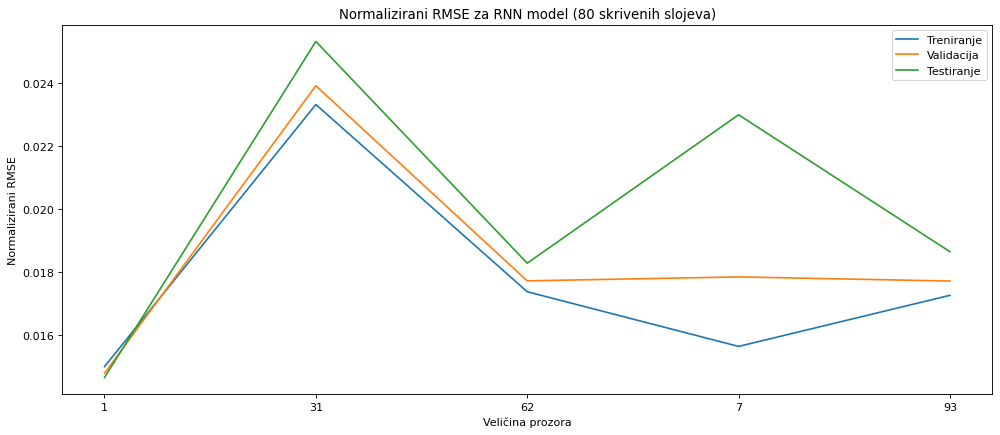 Normalizirani RMSE za RNN model (80 skrivenih slojeva)
Treniranje
Validacija
Testiranje
Normalizirani RMSE
0.024
0.022
0.020
0.018
0.016
1 31 62 7 93
Veličina prozora